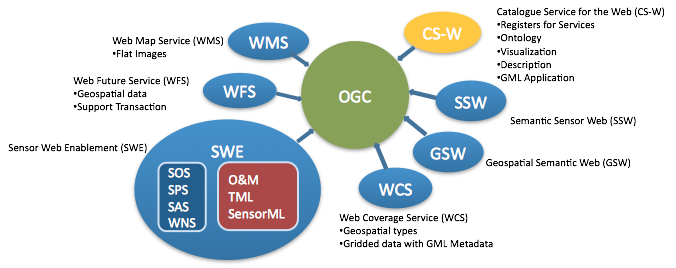 Web Map Service (WMS)
•Flat Images
WMS
Web Future Service (WFS)
•Geospatial data
•Support Transaction
WFS
Sensor Web Enablement (SWE)
SWE
SOS
SPS
SAS
WNS
O&M
TML
SensorML
OGC
CS-W
Catalogue Service for the Web (CS-W)
•Registers for Services
•Ontology
•Visualization
•Description
•GML Application
SSW
Semantic Sensor Web (SSW)
GSW
Geospatial Semantic Web (GSW)
WCS
Web Coverage Service (WCS)
•Geospatial types
•Gridded data with GML Metadata